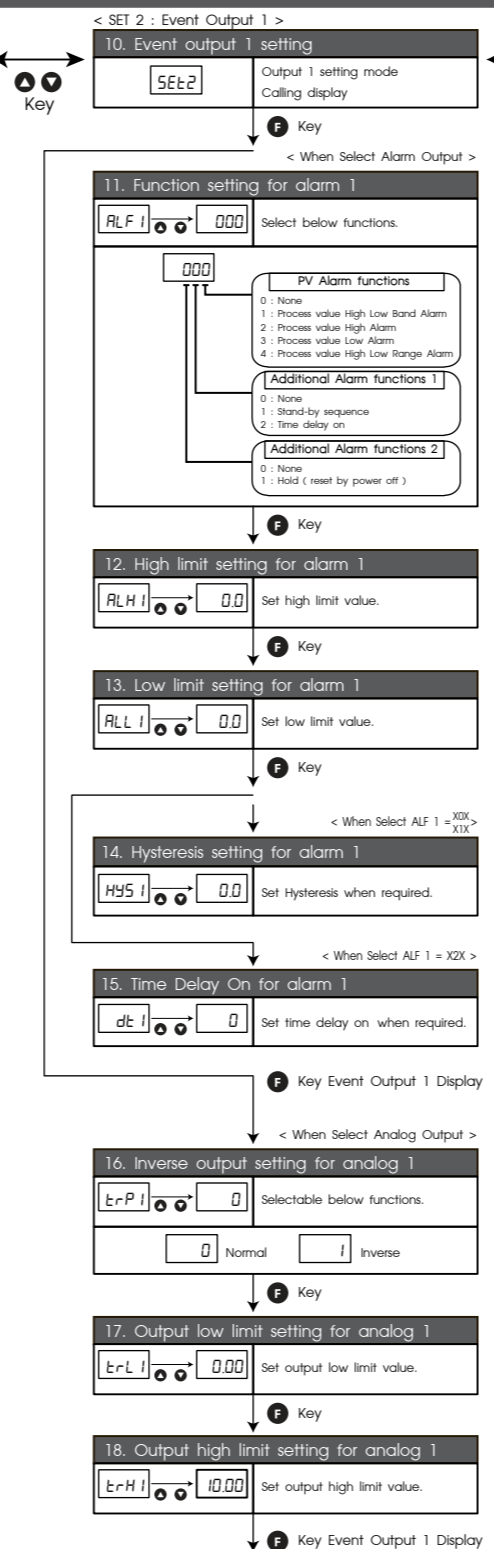 < SET 2 : Event Output 1 >
10. Event output 1 setting
SEt2
Output 1 setting mode
Calling display
Key
F Key
< When Select Alarm Output >
11. Function setting for alarm 1
ALF1 000 Select below functions.
000
PV Alarm functions
0 : None
1 : Process value High Low Band Alarm
2 : Process value High Alarm
3 : Process value Low Alarm
4 : Process value High Low Range Alarm
Additional Alarm functions 1
0 : None
1 : Stand-by sequence
2 : Time delay on
Additional Alarm functions 2
0 : None
1 : Hold ( reset by power off )
F Key
12. High limit setting for alarm 1
ALH1 0.0 Set high limit value.
F Key
13. Low limit setting for alarm 1
ALL1 0.0 Set low limit value.
F Key
< When Select ALF 1 = X0X X1X >
14. Hysteresis setting for alarm 1
HYS1 0.0 Set Hysteresis when required.
< When Select ALF 1 = X2X >
15. Time Delay On for alarm 1
dt1 0 Set time delay on when required.
F Key Event Output 1 Display
< When Select Analog Output >
16. Inverse output setting for analog 1
trP1 0 Selectable below functions.
0 Normal 1 Inverse
F Key
17. Output low limit setting for analog 1
trL1 0.00 Set output low limit value.
F Key
18. Output high limit setting for analog 1
trH1 10.00 Set output high limit value.
F Key Event Output 1 Display